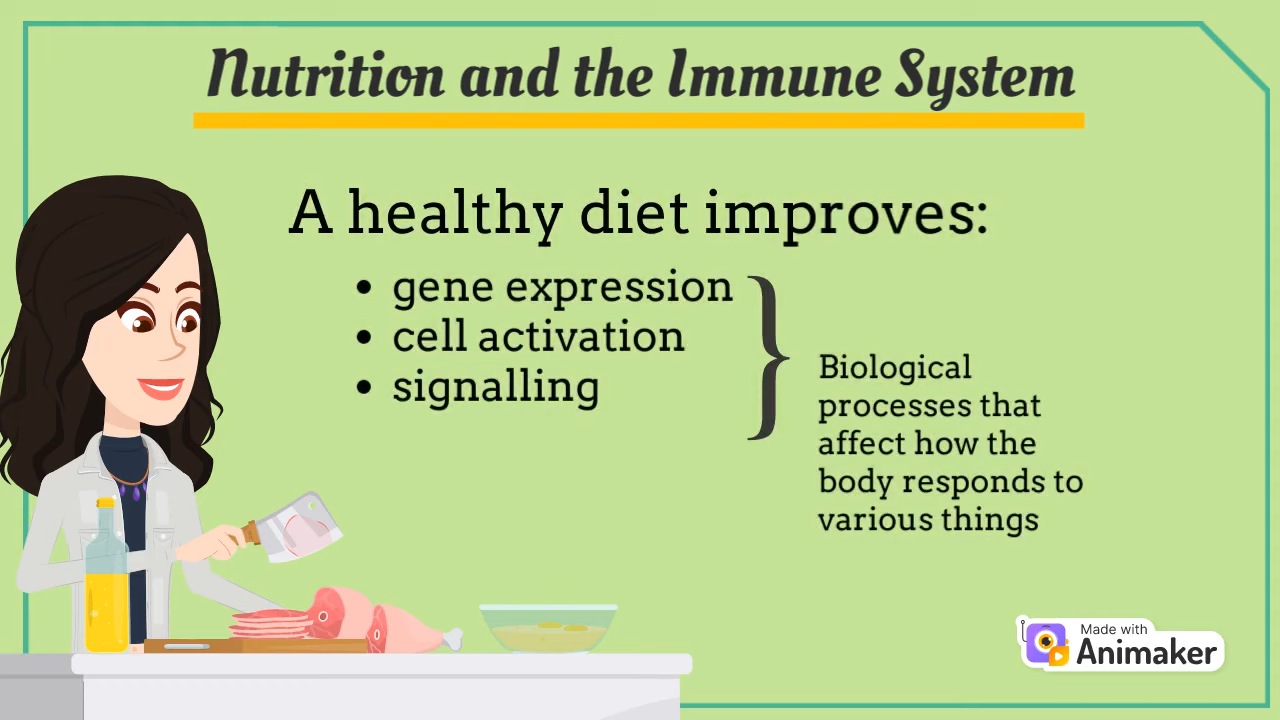 Nutrition and the Immune System
A healthy diet improves:
• gene expression
• cell activation
• signalling
Biological
processes that
affect how the
body responds to
various things
Made with
Animaker